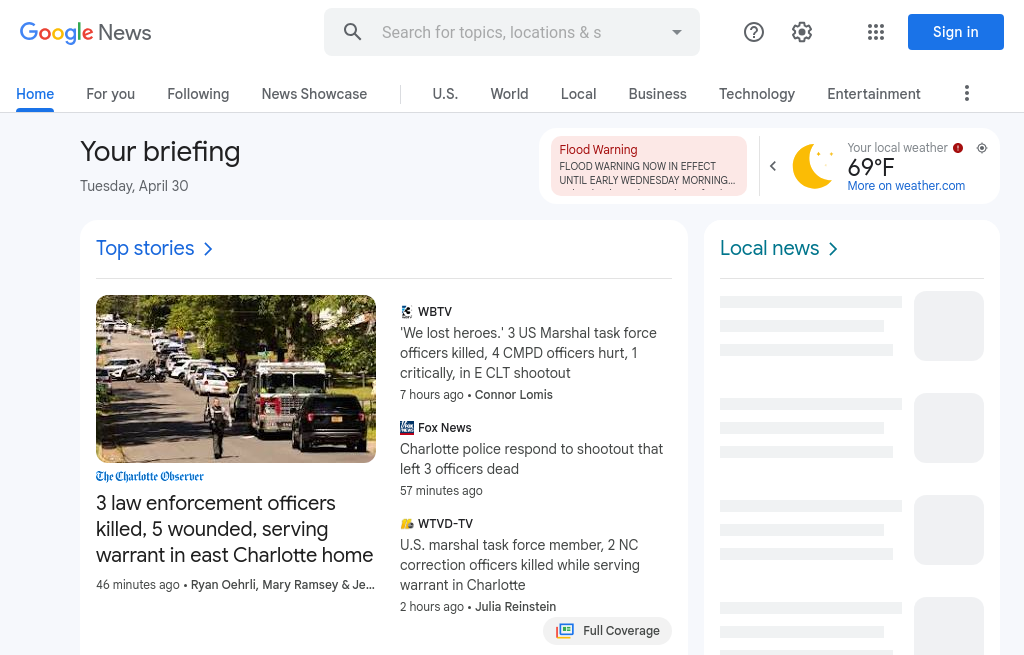 Google News
Search for topics, locations & s
Sign in
Home
For you
Following
News Showcase
U.S.
World
Local
Business
Technology
Entertainment
Your briefing
Tuesday, April 30
Flood Warning
FLOOD WARNING NOW IN EFFECT
UNTIL EARLY WEDNESDAY MORNING...
Your local weather
69°F
More on weather.com
Top stories
The Charlotte Observer
3 law enforcement officers
killed, 5 wounded, serving
warrant in east Charlotte home
46 minutes ago • Ryan Oehrli, Mary Ramsey & Je...
WBTV
'We lost heroes.' 3 US Marshal task force
officers killed, 4 CMPD officers hurt, 1
critically, in E CLT shootout
7 hours ago • Connor Lomis
Fox News
Charlotte police respond to shootout that
left 3 officers dead
57 minutes ago
WTVD-TV
U.S. marshal task force member, 2 NC
correction officers killed while serving
warrant in Charlotte
2 hours ago • Julia Reinstein
Full Coverage
Local news